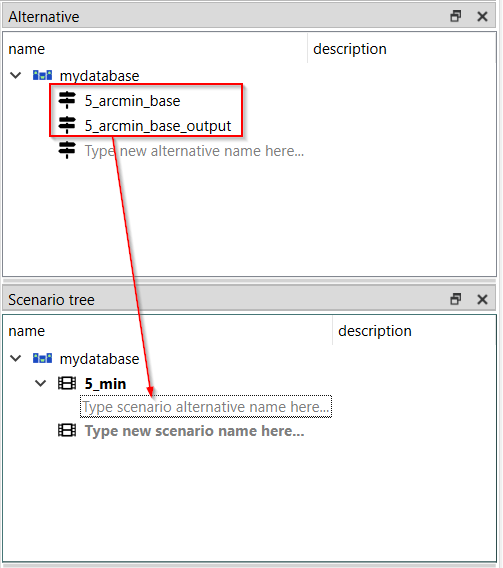 Alternative
name description
mydatabase
5_arcmin_base
5_arcmin_base_output
Type new alternative name here...
Scenario tree
name description
mydatabase
5_min
Type scenario alternative name here...
Type new scenario name here...